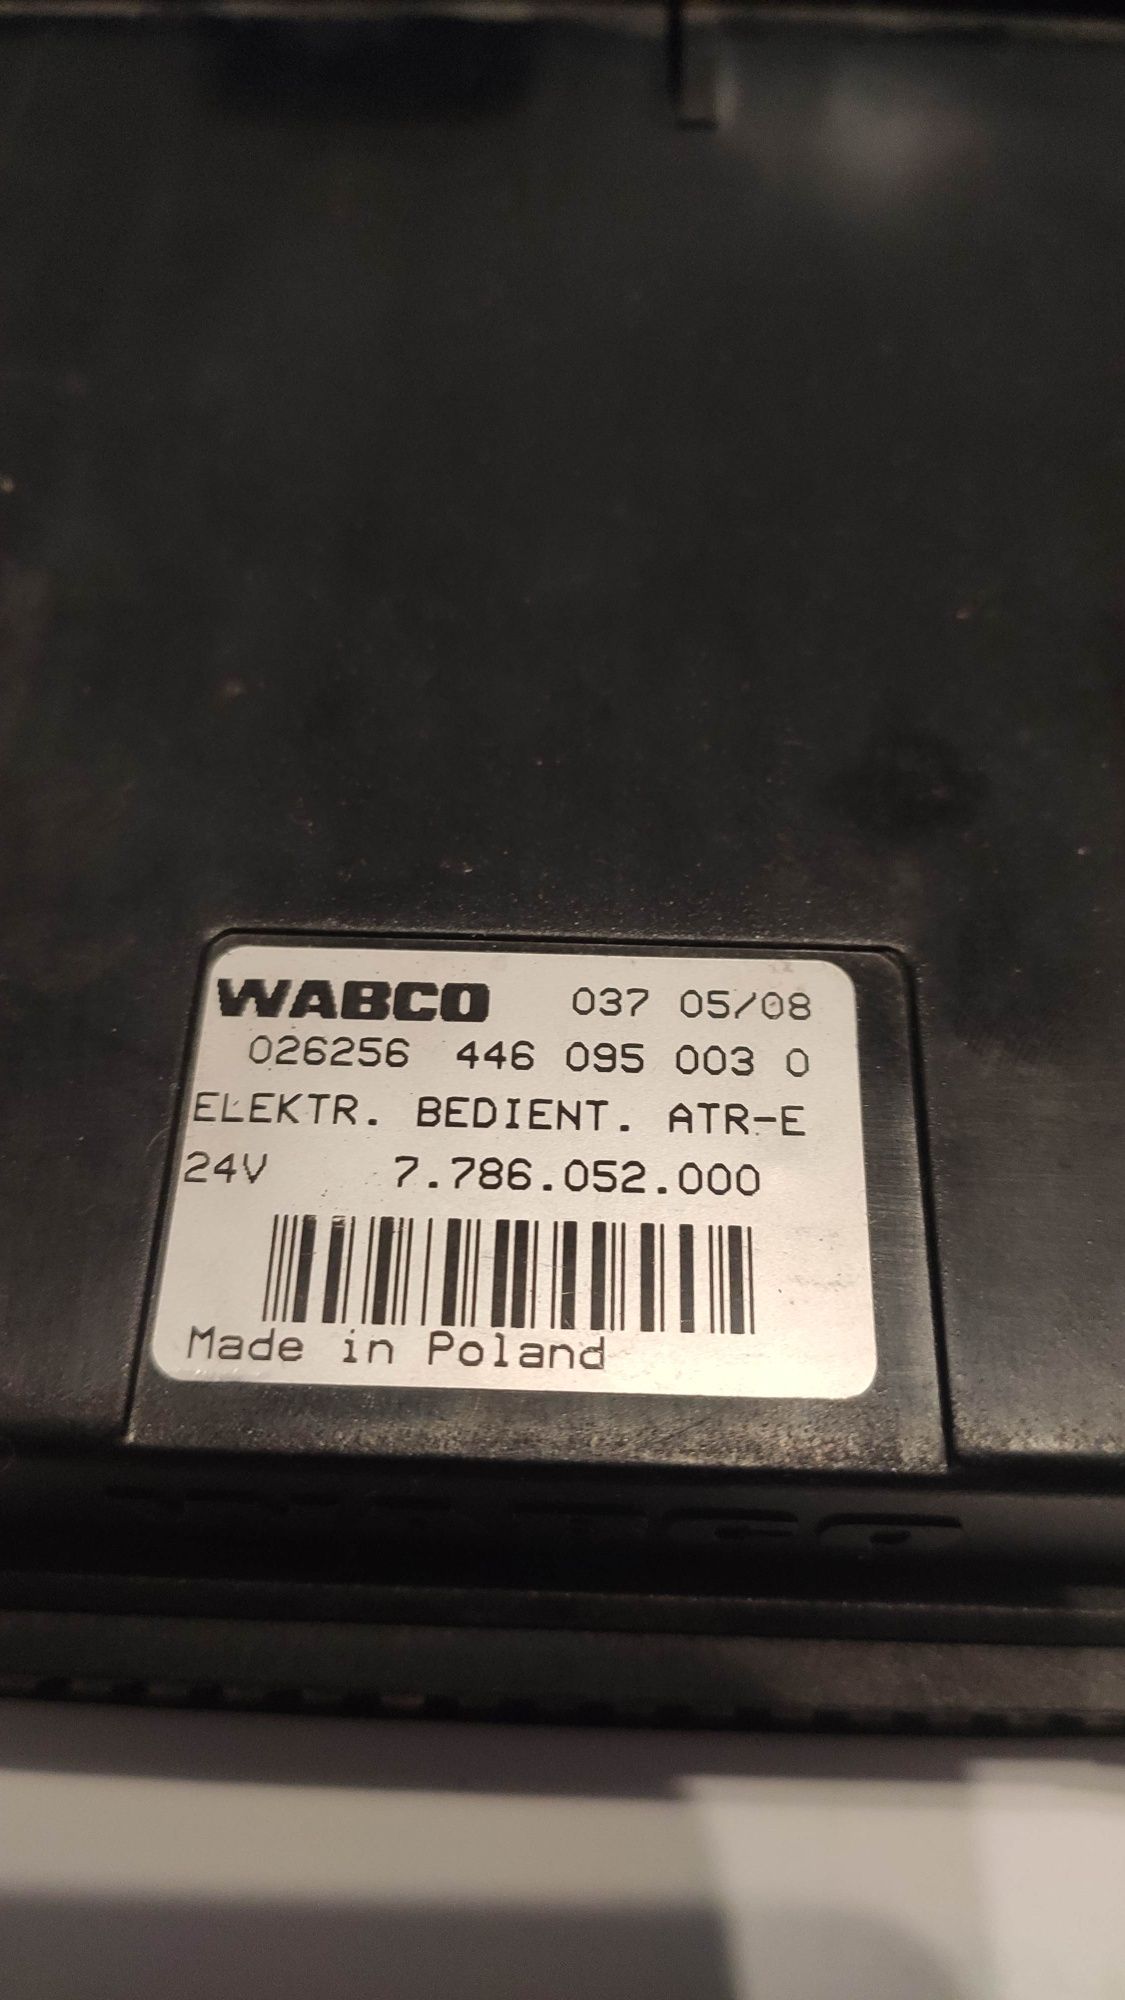 WABCO 037 05/08
026256 446 095 003 0
ELEKTR. BEDIENT. ATR-E
24V 7.786.052.000
Made in Poland